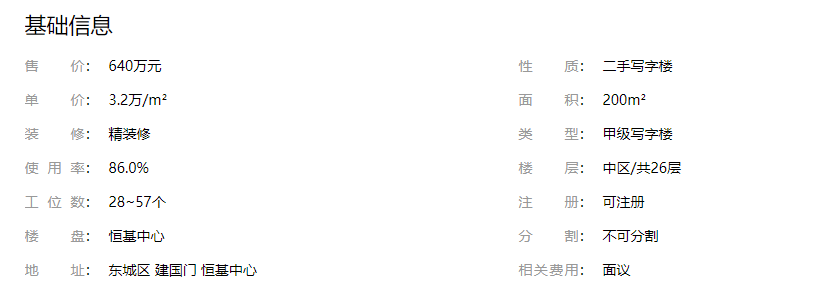 基础信息
售价： 640万元 性质： 二手写字楼
单价： 3.2万/m² 面积： 200m²
装修： 精装修 类型： 甲级写字楼
使用率： 86.0% 楼层： 中区/共26层
工位数： 28~57个 注册： 可注册
楼盘： 恒基中心 分割： 不可分割
地址： 东城区 建国门 恒基中心 相关费用： 面议